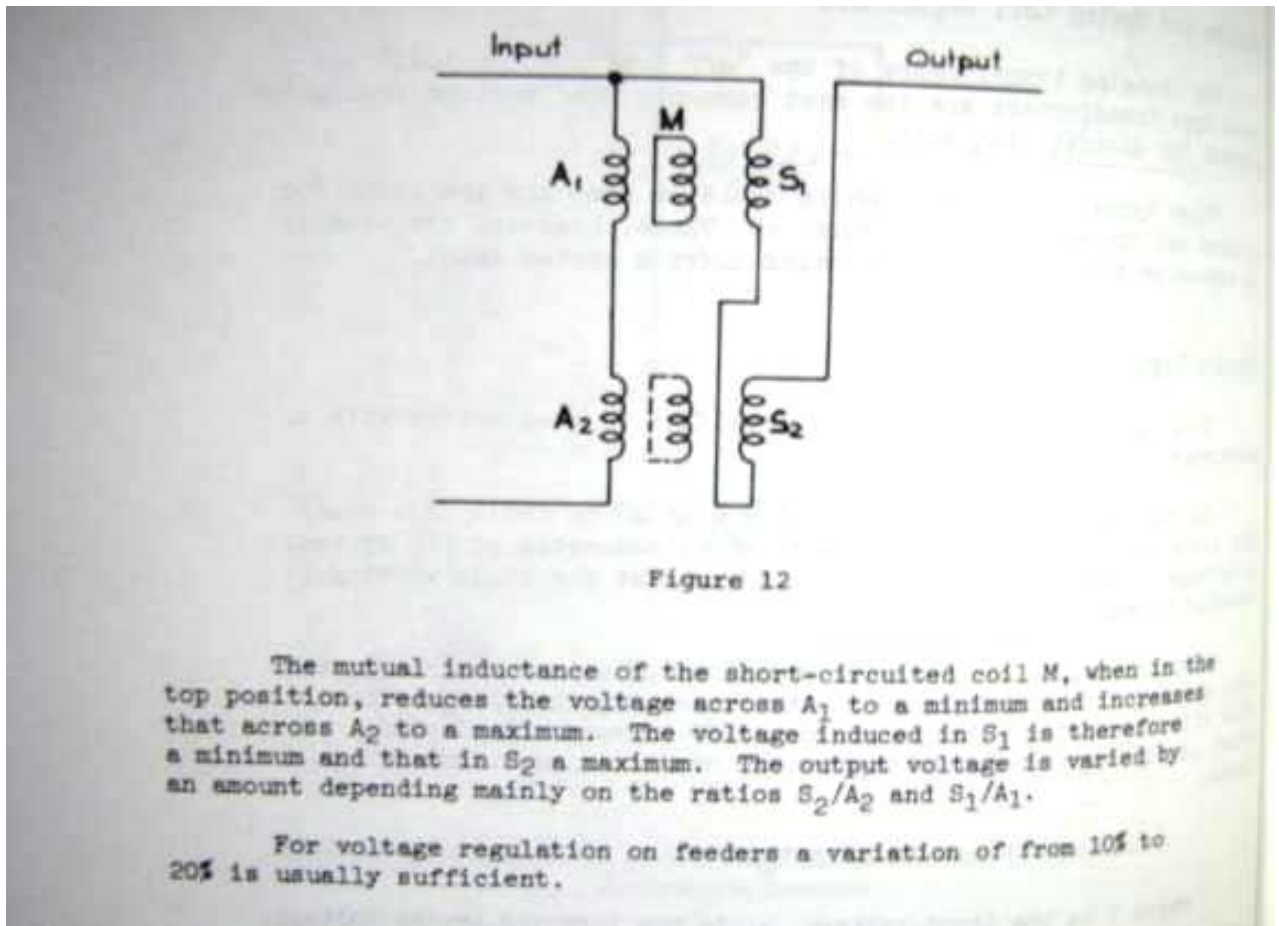 Input
Output
M
A₁
S₁
A₂
S₂
Figure 12
The mutual inductance of the short-circuited coil M, when in the
top position, reduces the voltage across A₁ to a minimum and increases
that across A₂ to a maximum. The voltage induced in S₁ is therefore
a minimum and that in S₂ a maximum. The output voltage is varied by
an amount depending mainly on the ratios S₂/A₂ and S₁/A₁.
For voltage regulation on feeders a variation of from 10% to
20% is usually sufficient.